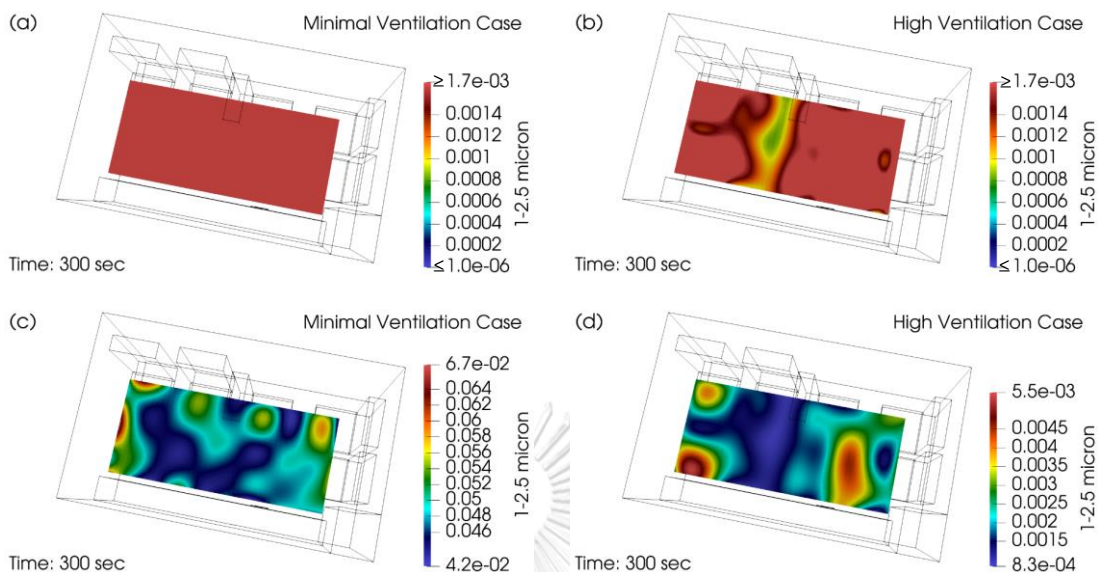 (a) Minimal Ventilation Case
≥1.7e-03
0.0014
0.0012
0.001
0.0008
0.0006
0.0004
0.0002
≤1.0e-06
1-2.5 micron
Time: 300 sec
(b) High Ventilation Case
≥1.7e-03
0.0014
0.0012
0.001
0.0008
0.0006
0.0004
0.0002
≤1.0e-06
1-2.5 micron
Time: 300 sec
(c) Minimal Ventilation Case
6.7e-02
0.064
0.062
0.06
0.058
0.056
0.054
0.052
0.05
0.048
0.046
4.2e-02
1-2.5 micron
Time: 300 sec
(d) High Ventilation Case
5.5e-03
0.0045
0.004
0.0035
0.003
0.0025
0.002
0.0015
8.3e-04
1-2.5 micron
Time: 300 sec